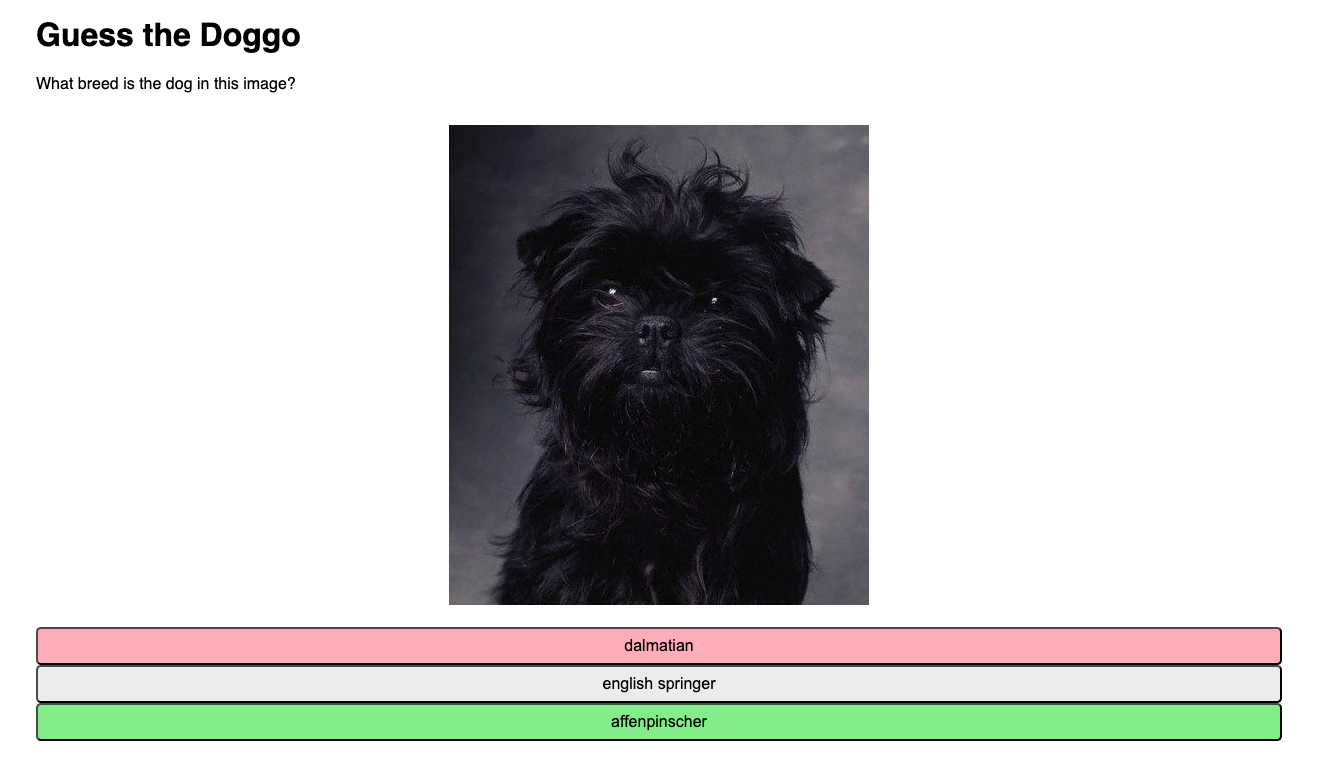 Guess the Doggo
What breed is the dog in this image?
dalmatian
english springer
affenpinscher